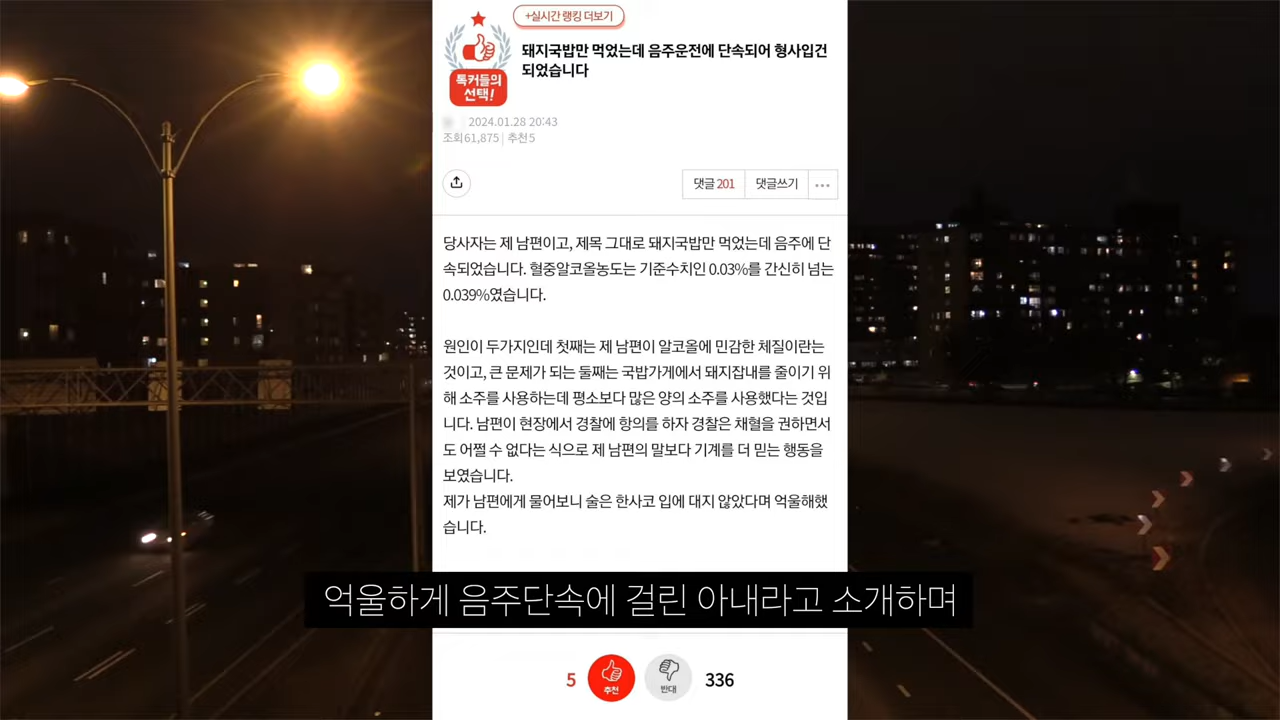 +실시간 랭킹 더보기
톡커들의
선택!
돼지국밥만 먹었는데 음주운전에 단속되어 형사입건
되었습니다
2024.01.28 20:43
조회 61,875 | 추천 5
댓글 201 댓글쓰기 ...
당사자는 제 남편이고, 제목 그대로 돼지국밥만 먹었는데 음주에 단
속되었습니다. 혈중알코올농도는 기준수치인 0.03%를 간신히 넘는
0.039%였습니다.
원인이 두가지인데 첫째는 제 남편이 알코올에 민감한 체질이란는
것이고, 큰 문제가 되는 둘째는 국밥가게에서 돼지잡내를 줄이기 위
해 소주를 사용하는데 평소보다 많은 양의 소주를 사용했다는 것입
니다. 남편이 현장에서 경찰에 항의를 하자 경찰은 채혈을 권하면서
도 어쩔 수 없다는 식으로 제 남편의 말보다 기계를 더 믿는 행동을
보였습니다.
제가 남편에게 물어보니 술은 한사코 입에 대지 않았다며 억울해했
습니다.
억울하게 음주단속에 걸린 아내라고 소개하며
5 추천 반대 336